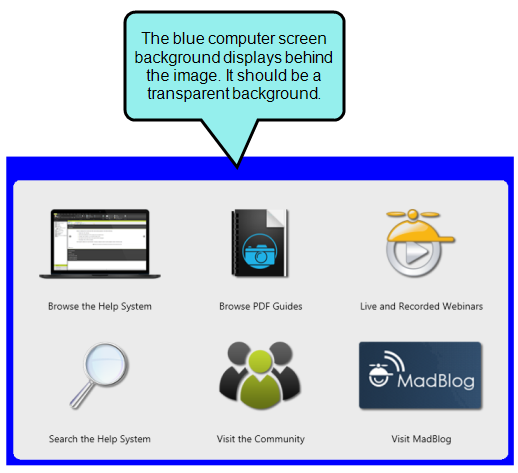 The blue computer screen
background displays behind
the image. It should be a
transparent background.
Browse the Help System
Browse PDF Guides
Live and Recorded Webinars
MadBlog
Search the Help System
Visit the Community
Visit MadBlog